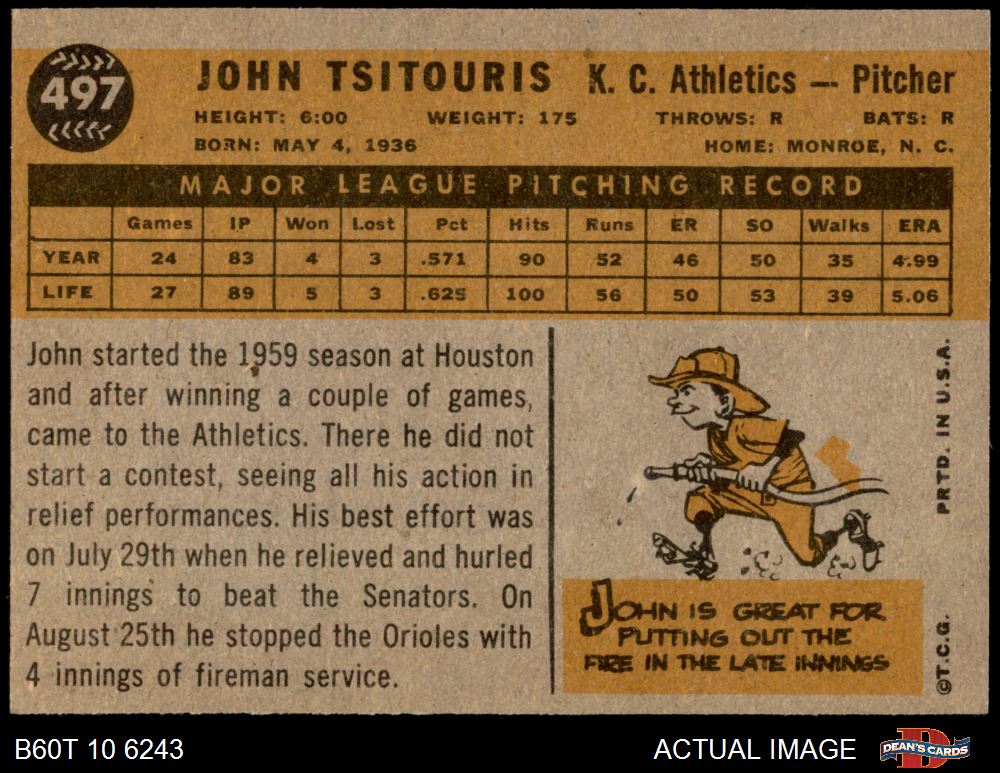 497
JOHN TSITOURIS K. C. Athletics — Pitcher
HEIGHT: 6:00 WEIGHT: 175 THROWS: R BATS: R
BORN: MAY 4, 1936 HOME: MONROE, N. C.
MAJOR LEAGUE PITCHING RECORD
Games IP Won Lost Pct Hits Runs ER SO Walks ERA
YEAR 24 83 4 3 .571 90 52 46 50 35 4.99
LIFE 27 89 5 3 .625 100 56 50 53 39 5.06
John started the 1959 season at Houston
and after winning a couple of games,
came to the Athletics. There he did not
start a contest, seeing all his action in
relief performances. His best effort was
on July 29th when he relieved and hurled
7 innings to beat the Senators. On
August 25th he stopped the Orioles with
4 innings of fireman service.
JOHN IS GREAT FOR
PUTTING OUT THE
FIRE IN THE LATE INNINGS
PRTD. IN U.S.A.
©T.C.G.
B60T 10 6243 ACTUAL IMAGE DEAN'S CARDS